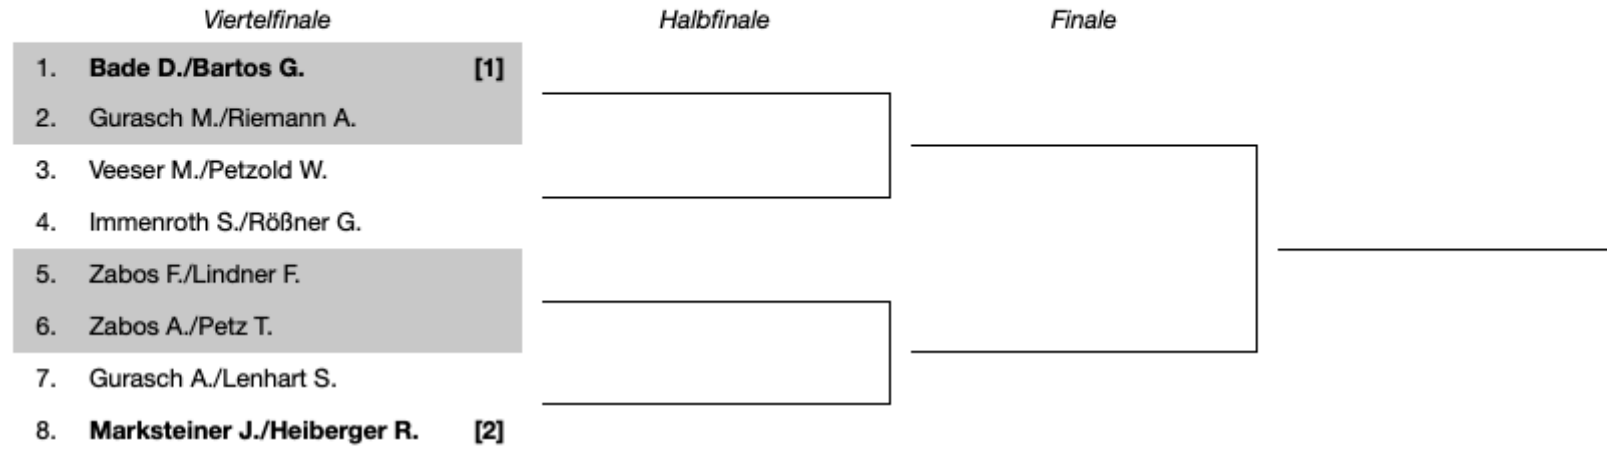 Viertelfinale Halbfinale Finale
1. Bade D./Bartos G. [1]
2. Gurasch M./Riemann A.
3. Veeser M./Petzold W.
4. Immenroth S./Rößner G.
5. Zabos F./Lindner F.
6. Zabos A./Petz T.
7. Gurasch A./Lenhart S.
8. Marksteiner J./Heiberger R. [2]